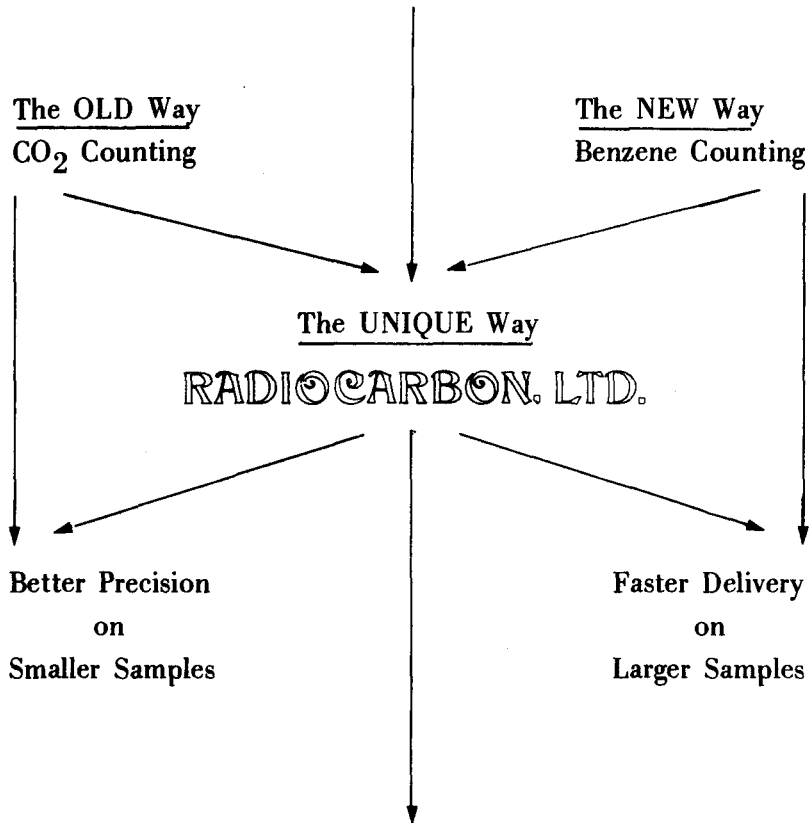 The OLD Way
CO2 Counting
The NEW Way
Benzene Counting
The UNIQUE Way
RADIOCARBON, LTD.
Better Precision
on
Smaller Samples
Faster Delivery
on
Larger Samples